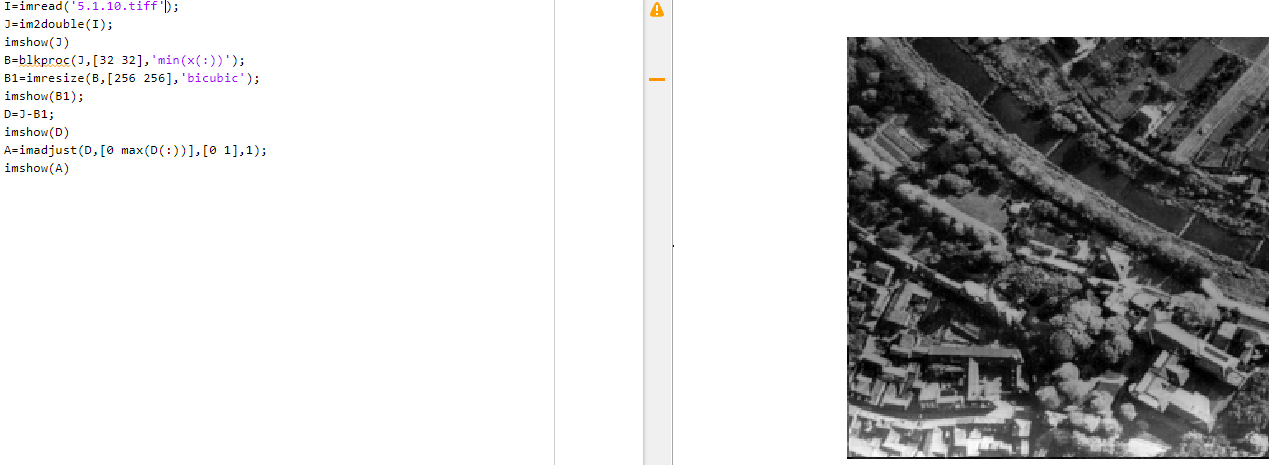 I=imread('5.1.10.tiff');
J=im2double(I);
imshow(J)
B=blkproc(J,[32 32],'min(x(:))');
B1=imresize(B,[256 256],'bicubic');
imshow(B1);
D=J-B1;
imshow(D)
A=imadjust(D,[0 max(D(:))],[0 1],1);
imshow(A)